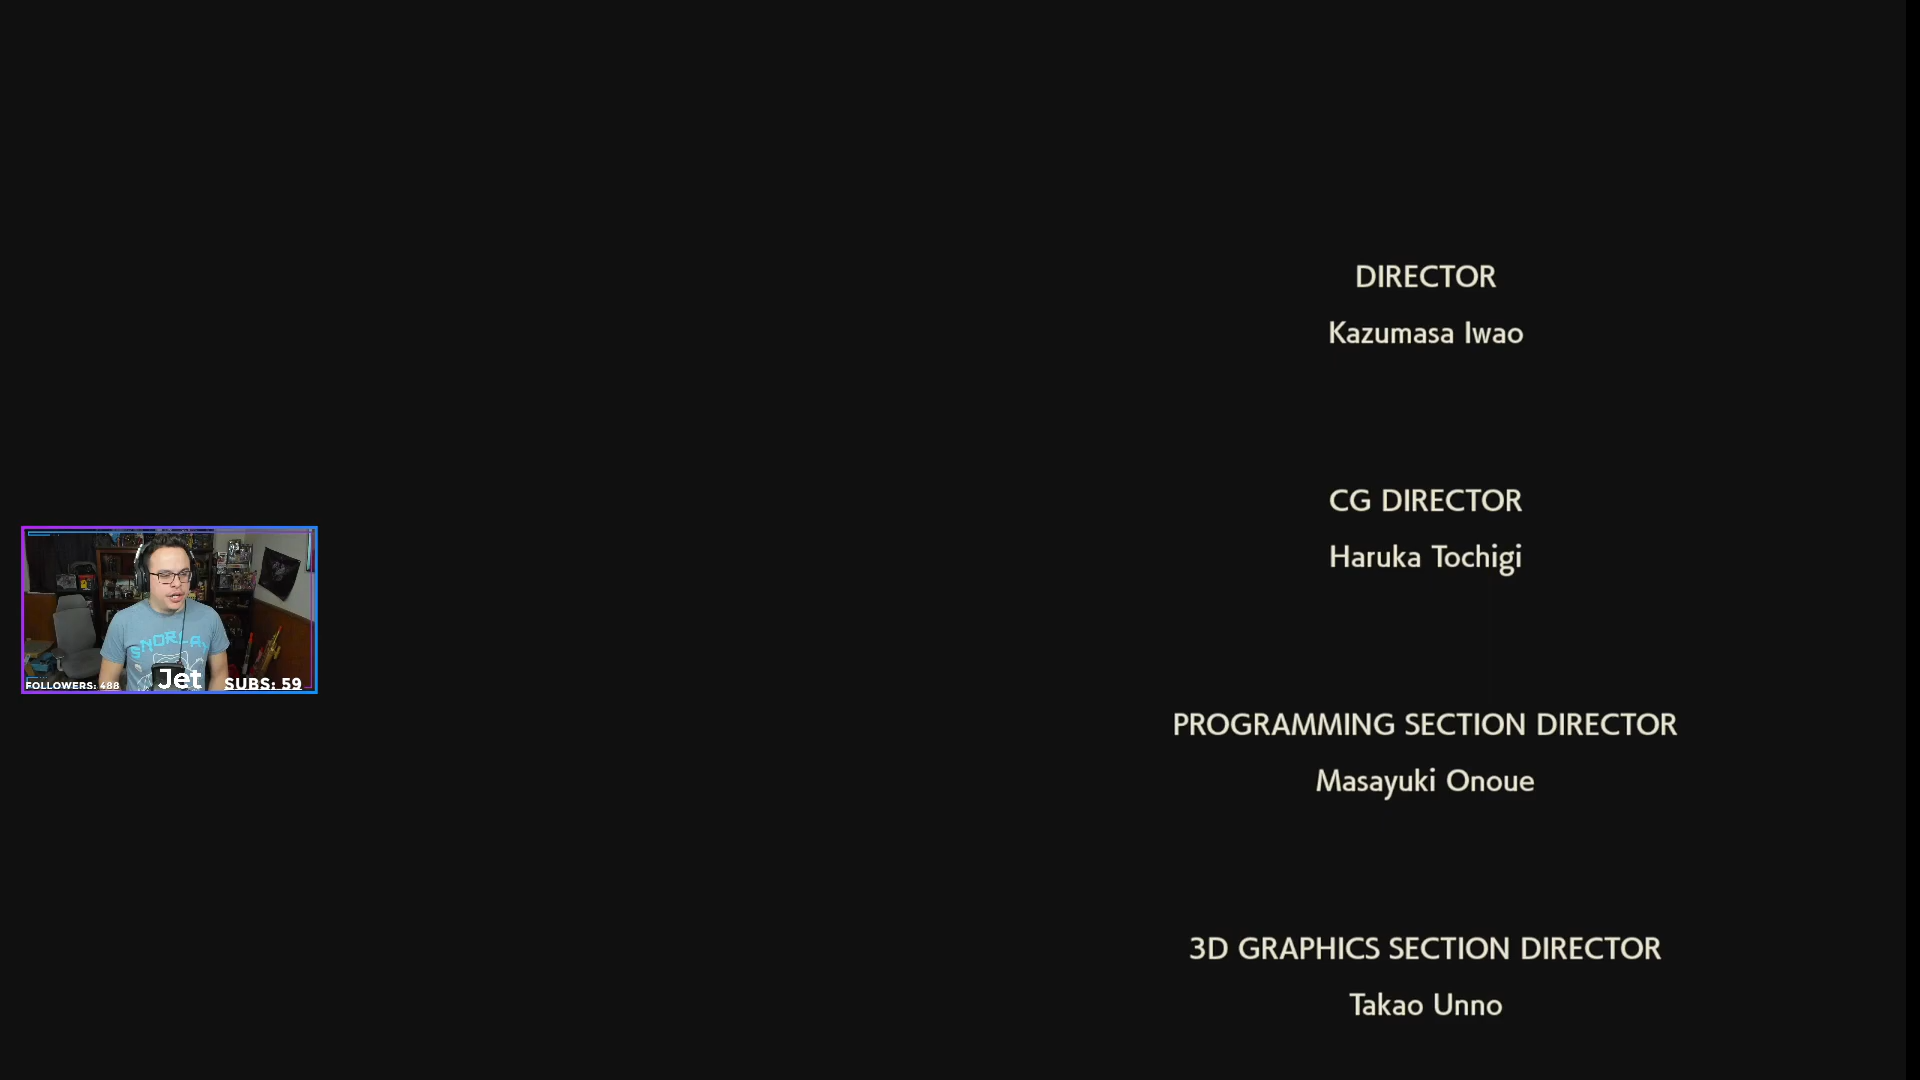 DIRECTOR
Kazumasa Iwao
CG DIRECTOR
Haruka Tochigi
PROGRAMMING SECTION DIRECTOR
Masayuki Onoue
3D GRAPHICS SECTION DIRECTOR
Takao Unno
SNORLAX
Jet
FOLLOWERS: 488
SUBS: 59